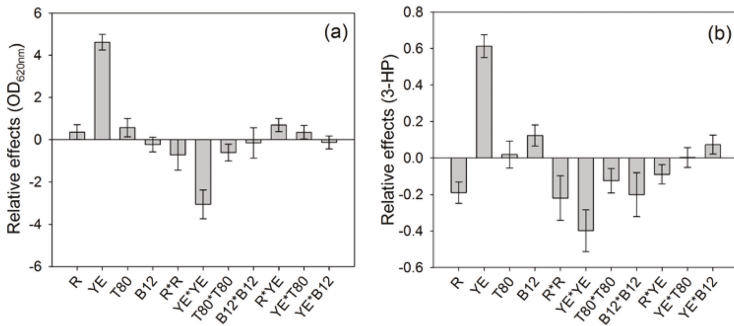 (a)
Relative effects (OD620nm)
6
4
2
0
-2
-4
-6
R
YE
T80
B12
R*R
YE*YE
T80*T80
B12*B12
R*YE
YE*T80
YE*B12
(b)
Relative effects (3-HP)
0.8
0.6
0.4
0.2
0.0
-0.2
-0.4
-0.6
R
YE
T80
B12
R*R
YE*YE
T80*T80
B12*B12
R*YE
YE*T80
YE*B12